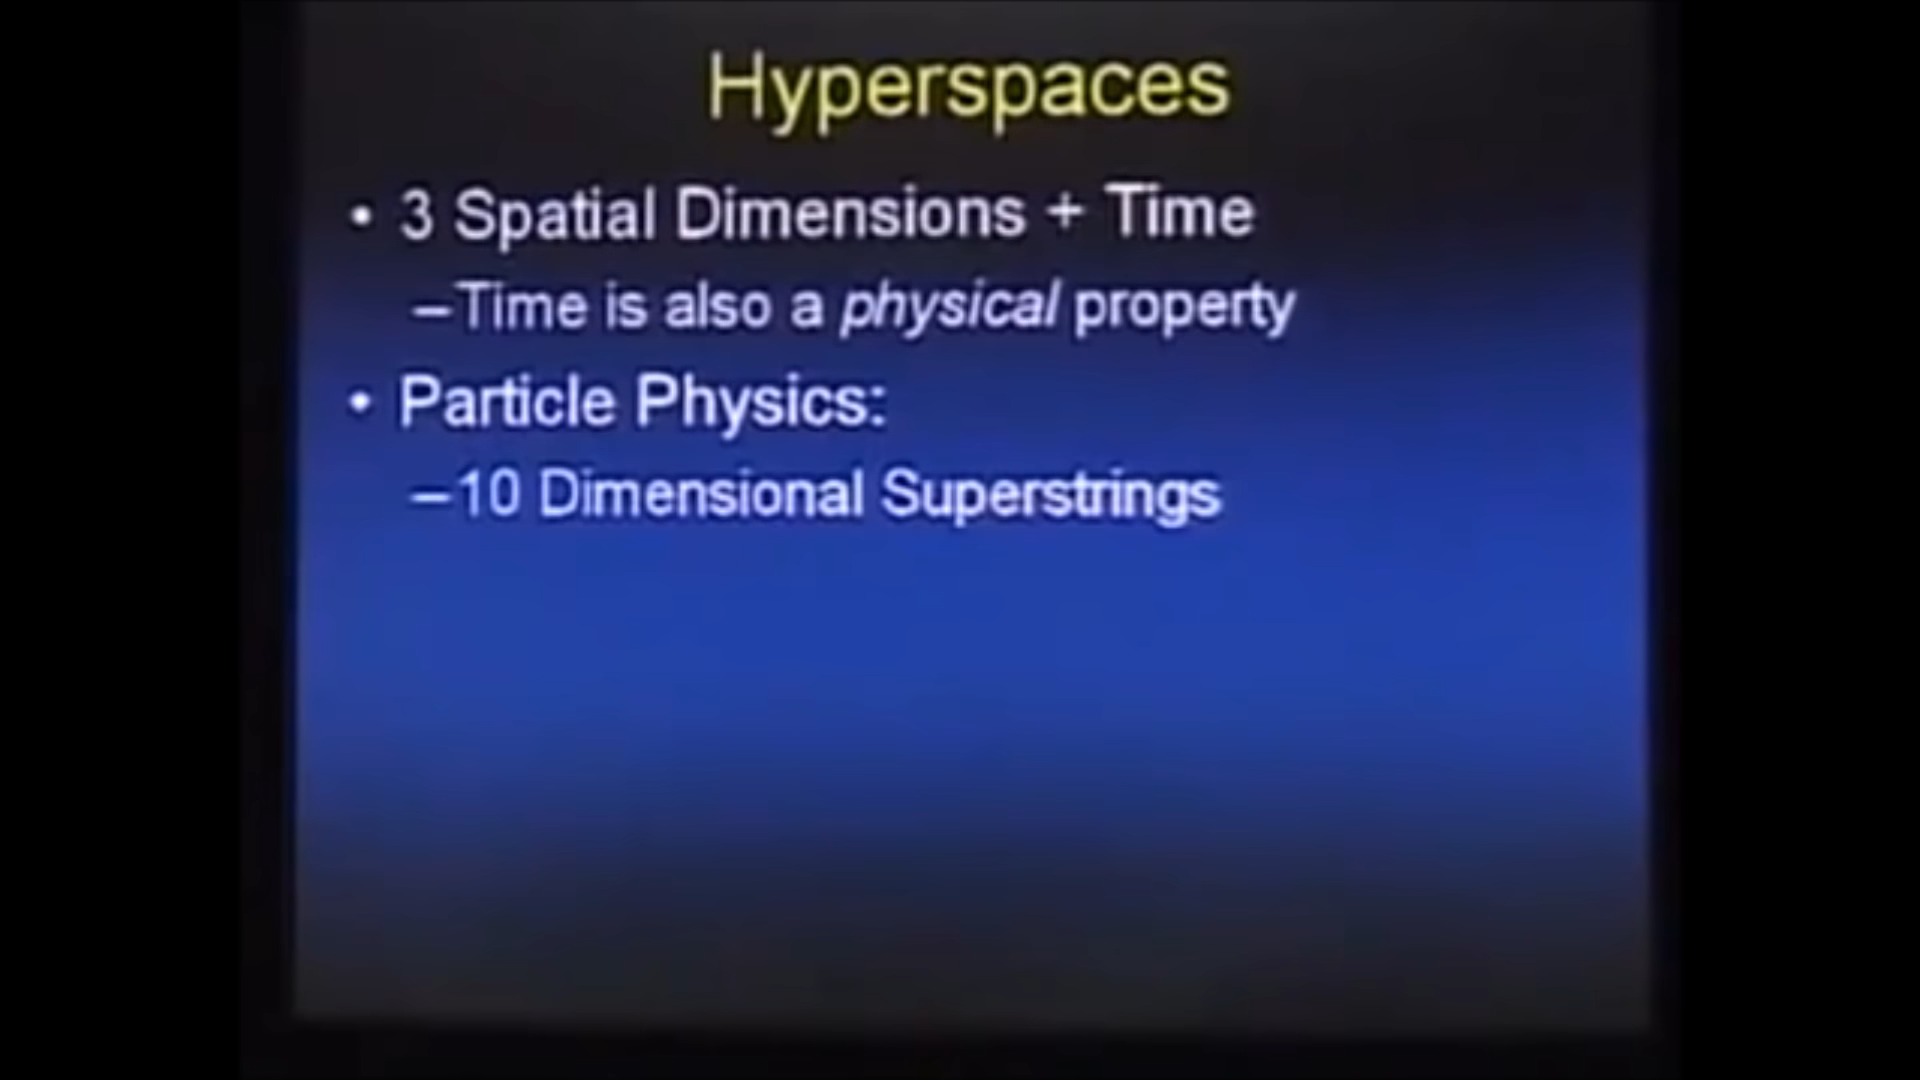 Hyperspaces
• 3 Spatial Dimensions + Time
–Time is also a physical property
• Particle Physics:
–10 Dimensional Superstrings